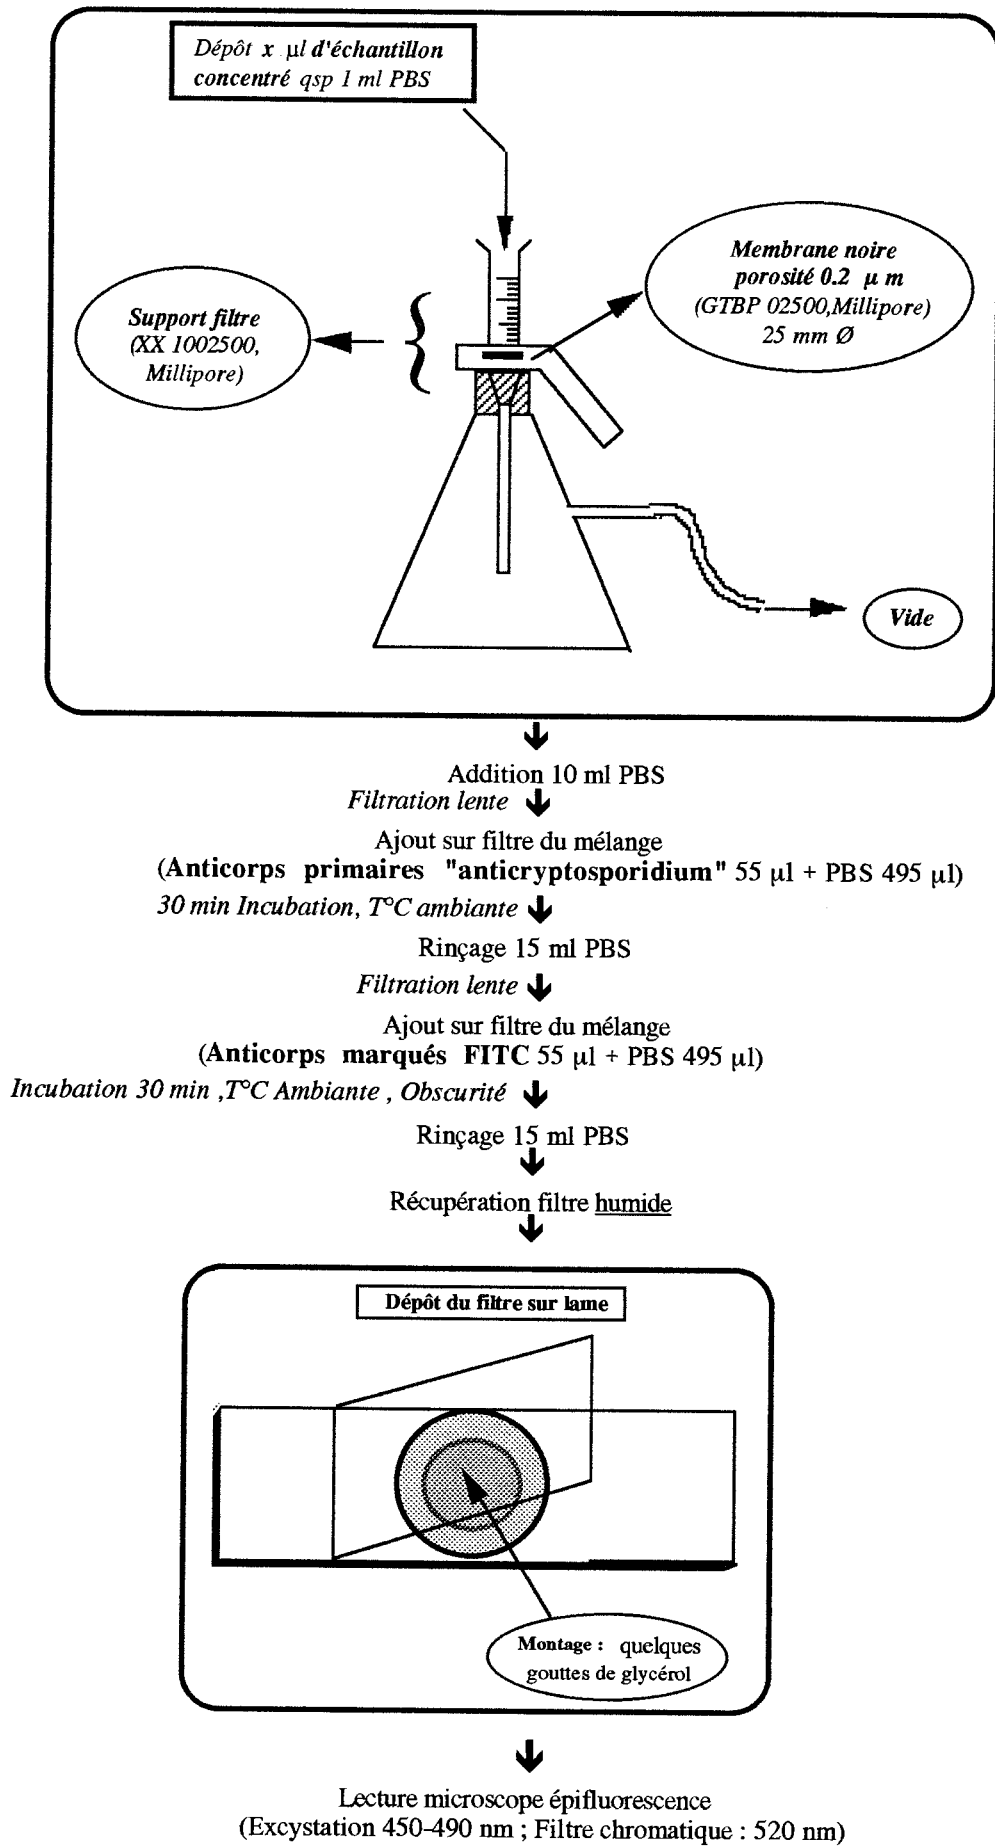 Dépôt x µl d'échantillon
concentré qsp 1 ml PBS
Membrane noire
porosité 0.2 µ m
(GTBP 02500,Millipore)
25 mm Ø
Support filtre
(XX 1002500,
Millipore)
Vide
Addition 10 ml PBS
Filtration lente
Ajout sur filtre du mélange
(Anticorps primaires "anticryptosporidium" 55 µl + PBS 495 µl)
30 min Incubation, T°C ambiante
Rinçage 15 ml PBS
Filtration lente
Ajout sur filtre du mélange
(Anticorps marqués FITC 55 µl + PBS 495 µl)
Incubation 30 min ,T°C Ambiante , Obscurité
Rinçage 15 ml PBS
Récupération filtre humide
Dépôt du filtre sur lame
Montage : quelques
gouttes de glycérol
Lecture microscope épifluorescence
(Excystation 450-490 nm ; Filtre chromatique : 520 nm)